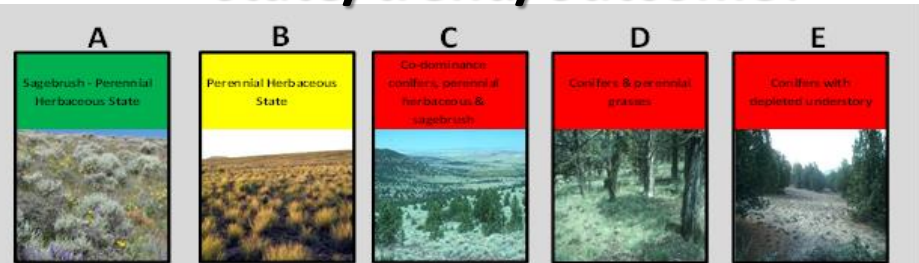 A B C D E
Sagebrush - Perennial
Herbaceous State
Perennial Herbaceous
State
Co-dominance
conifers, perennial
herbaceous &
sagebrush
Conifers & perennial
grasses
Conifers with
depleted understory